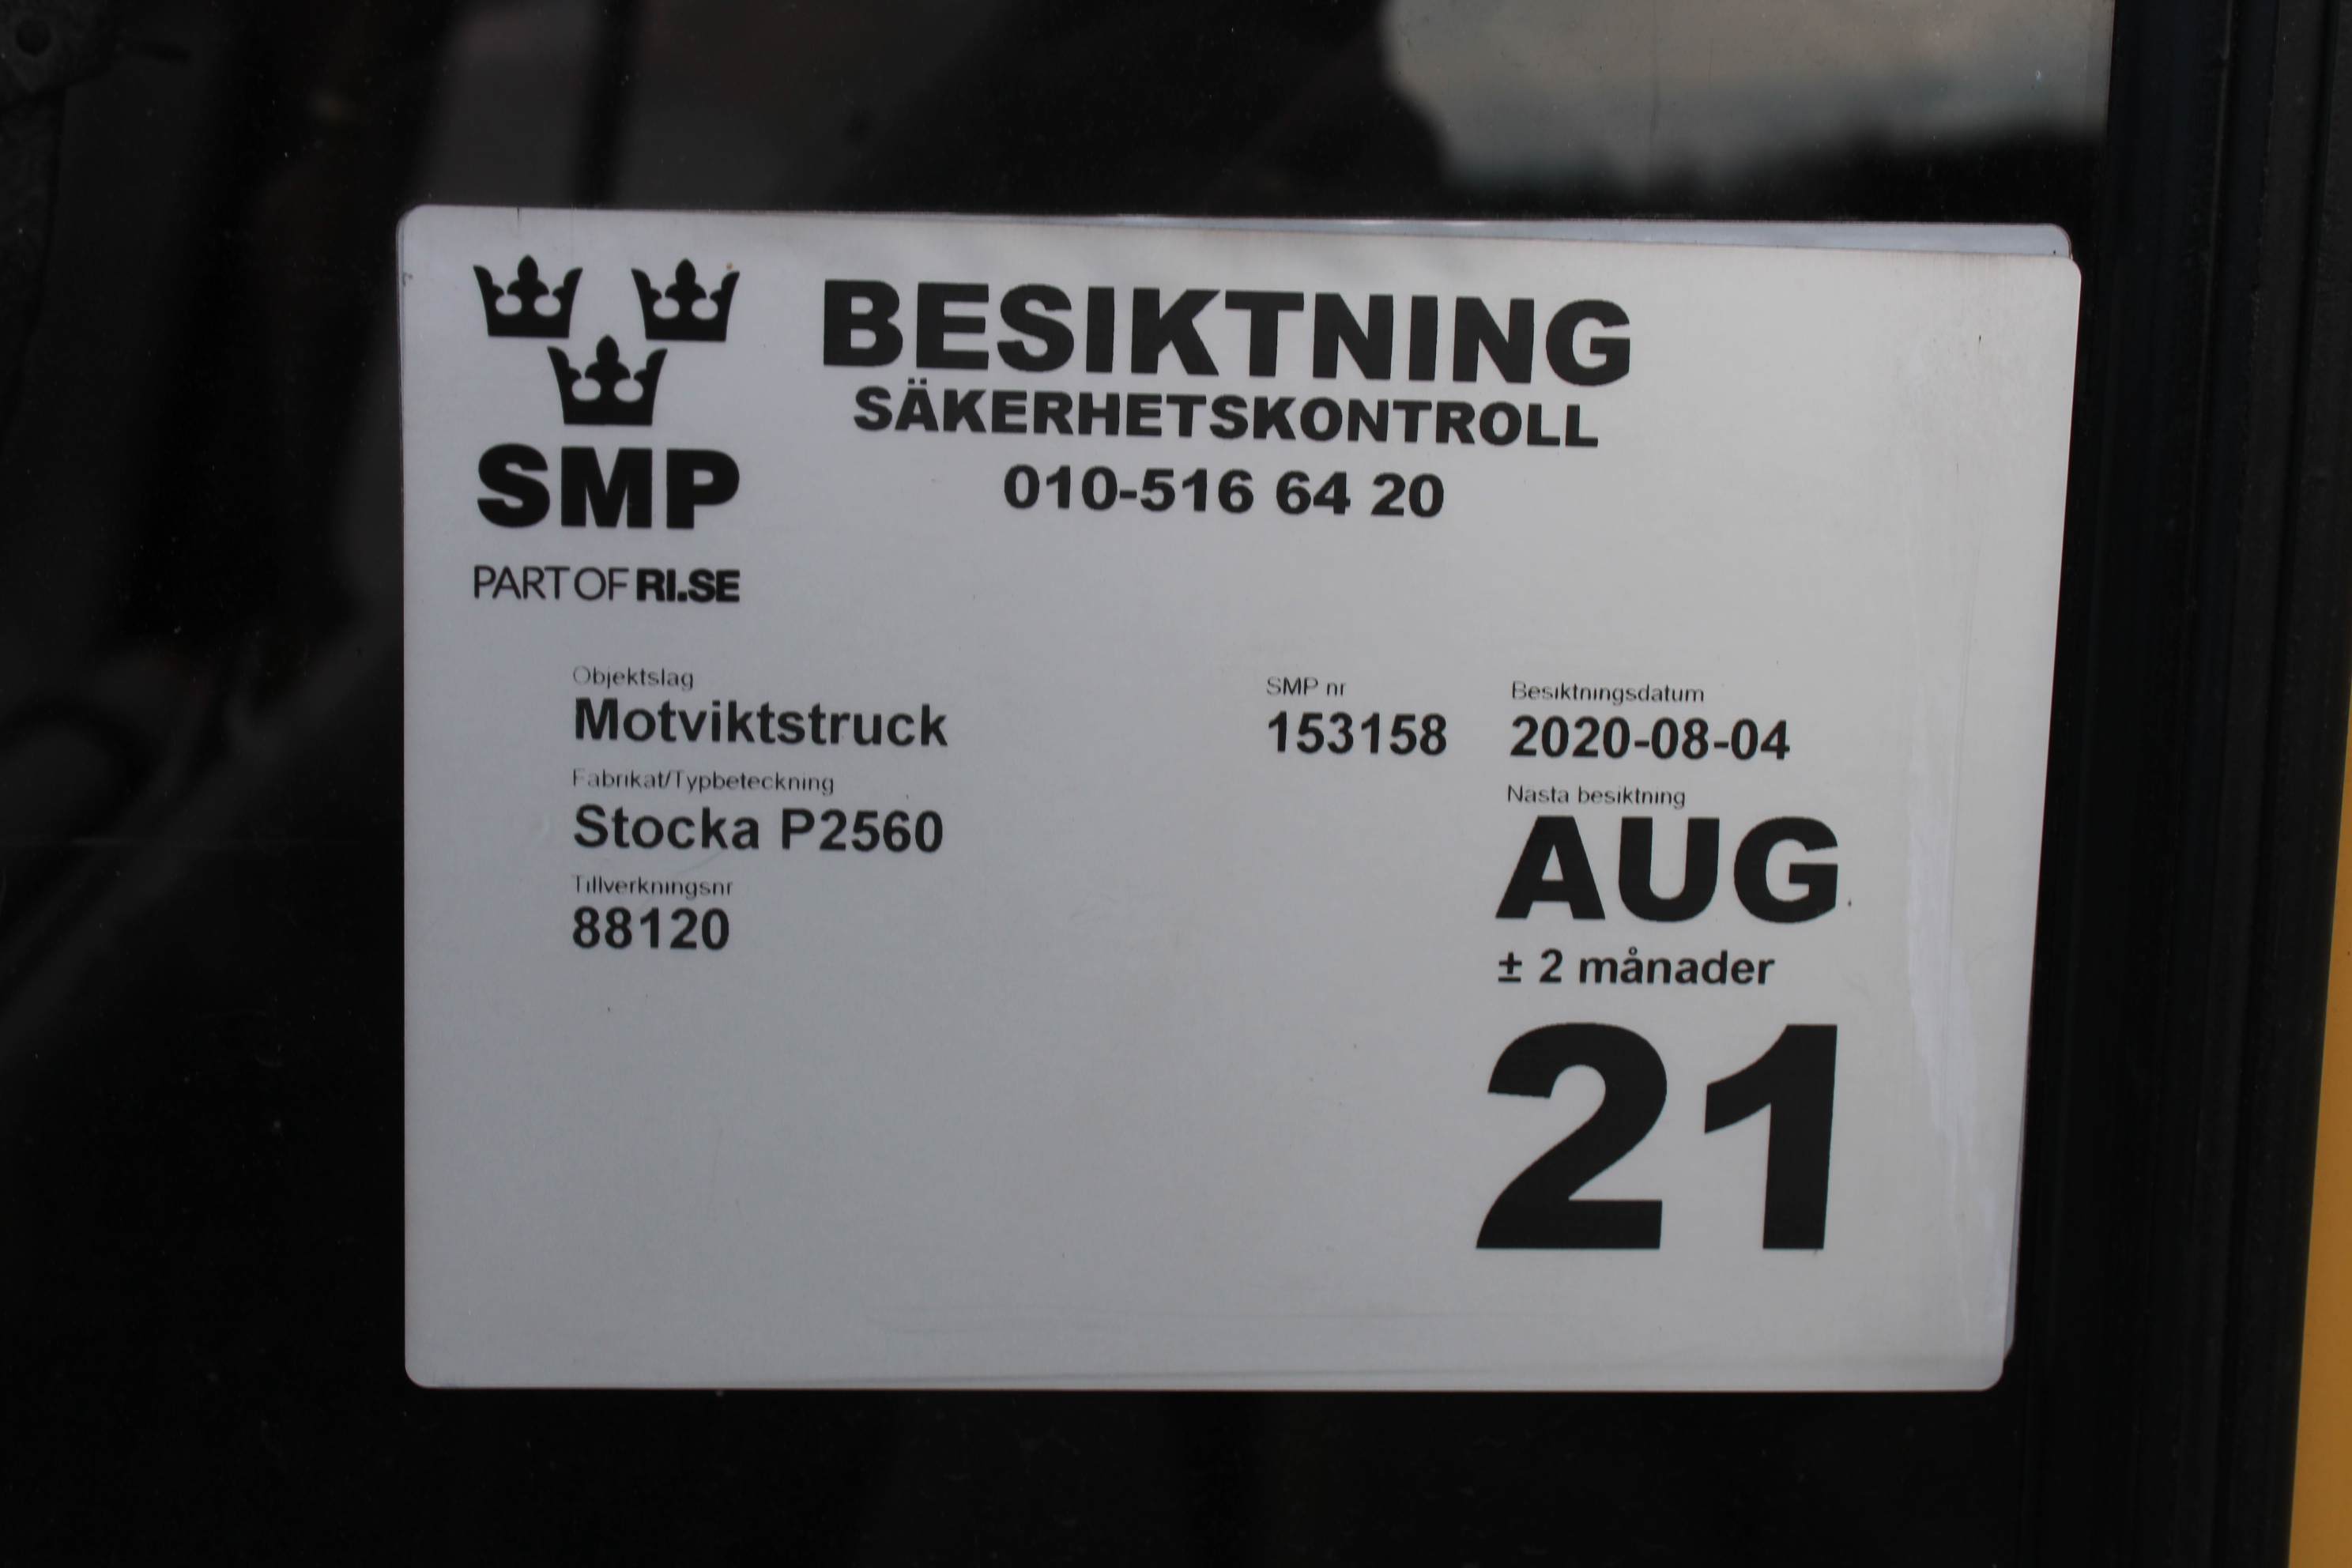 BESIKTNING
SÄKERHETSKONTROLL
010-516 64 20
SMP
PART OF RI.SE
Objektslag
Motviktstruck
Fabrikat/Typbeteckning
Stocka P2560
Tillverkningsnr
88120
SMP nr
153158
Besiktningsdatum
2020-08-04
Nasta besiktning
AUG
± 2 månader
21